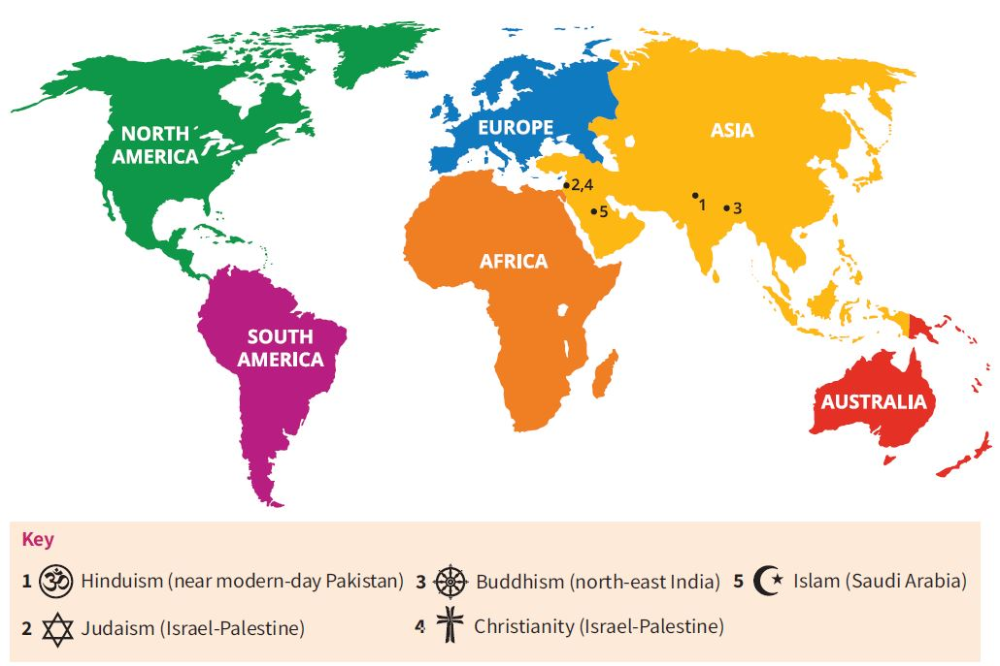 NORTH
AMERICA
EUROPE
ASIA
2,4
1
3
5
AFRICA
SOUTH
AMERICA
AUSTRALIA
Key
1 Hinduism (near modern-day Pakistan)
3 Buddhism (north-east India)
5 Islam (Saudi Arabia)
2 Judaism (Israel-Palestine)
4 Christianity (Israel-Palestine)